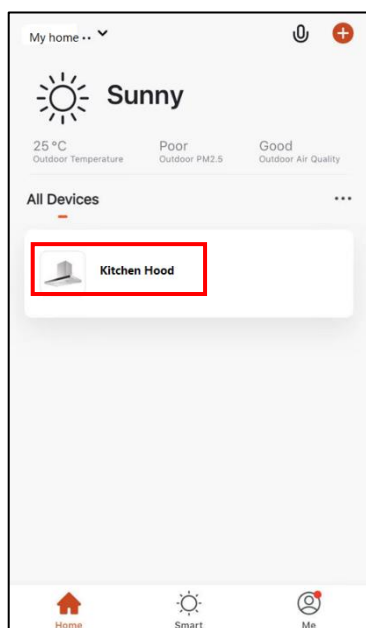 My home ..
Sunny
25 °C Poor Good
Outdoor Temperature Outdoor PM2.5 Outdoor Air Quality
All Devices
Kitchen Hood
Home Smart Me